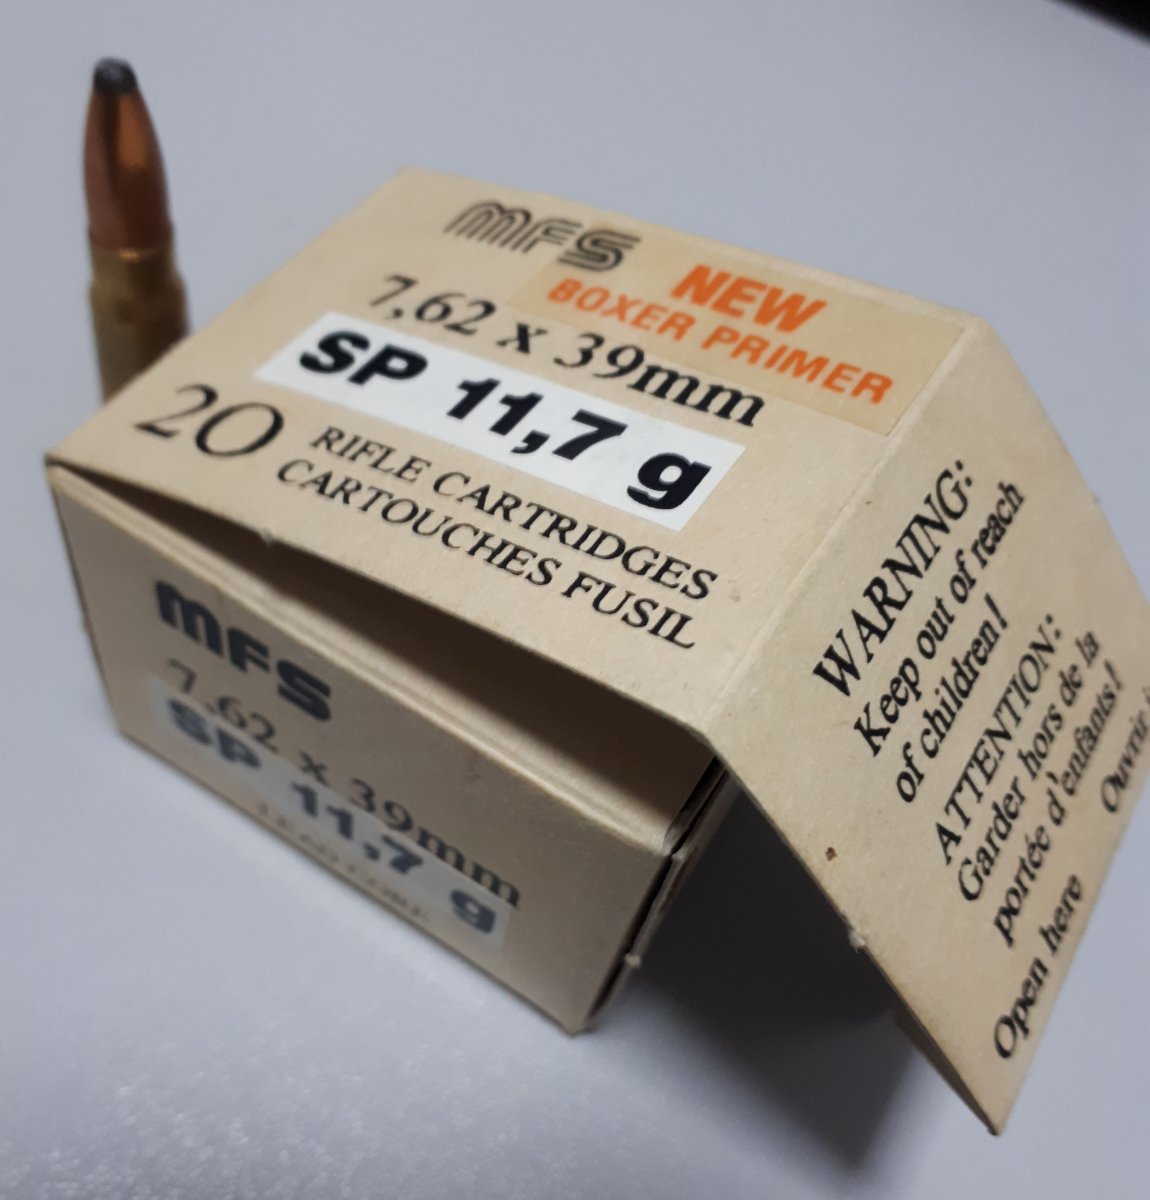 MFS
NEW
BOXER PRIMER
7,62 x 39mm
SP 11,7 g
20
RIFLE CARTRIDGES
CARTOUCHES FUSIL
MFS
7,62 x 39mm
SP 11,7 g
WARNING:
Keep out of reach
of children!
ATTENTION:
Garder hors de la
portée d'enfants!
Open here